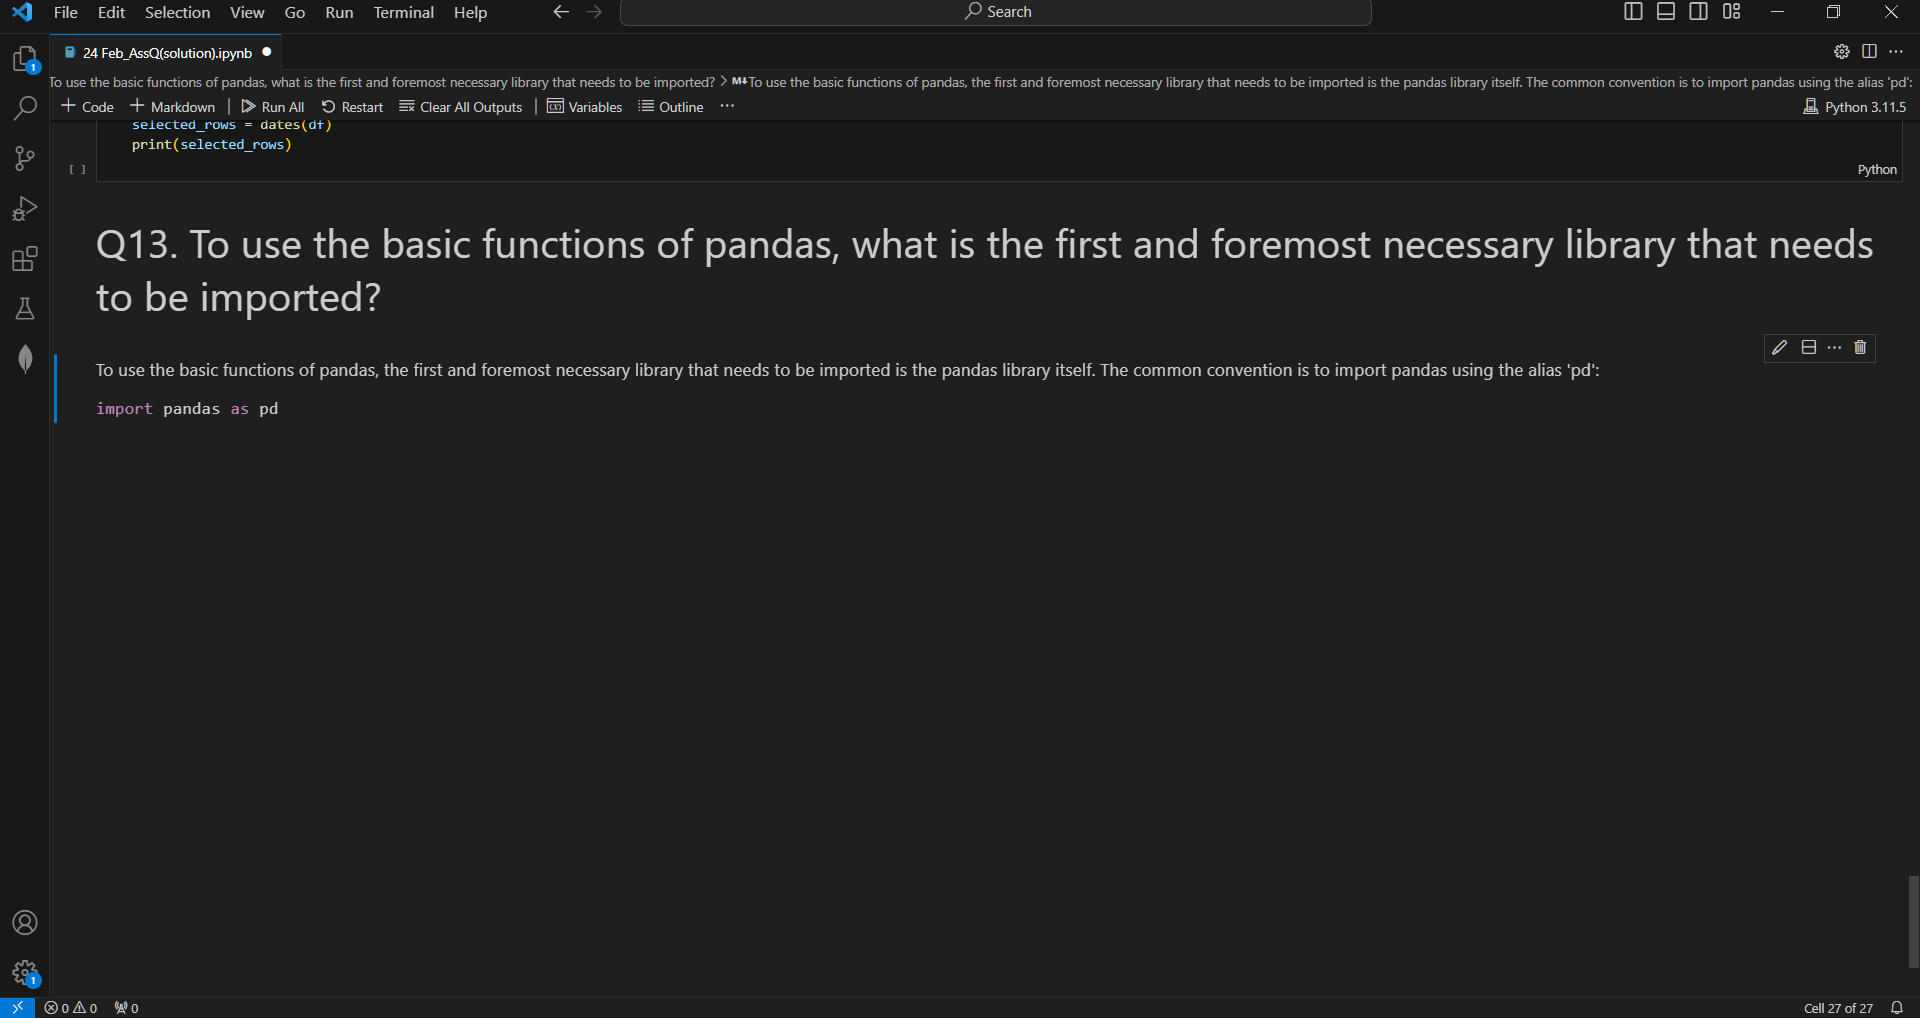 File Edit Selection View Go Run Terminal Help
Search
24 Feb_AssQ(solution).ipynb
To use the basic functions of pandas, what is the first and foremost necessary library that needs to be imported? > M↓To use the basic functions of pandas, the first and foremost necessary library that needs to be imported is the pandas library itself. The common convention is to import pandas using the alias 'pd':
+ Code + Markdown | Run All Restart Clear All Outputs | Variables Outline ··· Python 3.11.5
selected_rows = dates(df)
print(selected_rows)
[ ]
Python
Q13. To use the basic functions of pandas, what is the first and foremost necessary library that needs
to be imported?
To use the basic functions of pandas, the first and foremost necessary library that needs to be imported is the pandas library itself. The common convention is to import pandas using the alias 'pd':
import pandas as pd
1
1
0 0 0
Cell 27 of 27